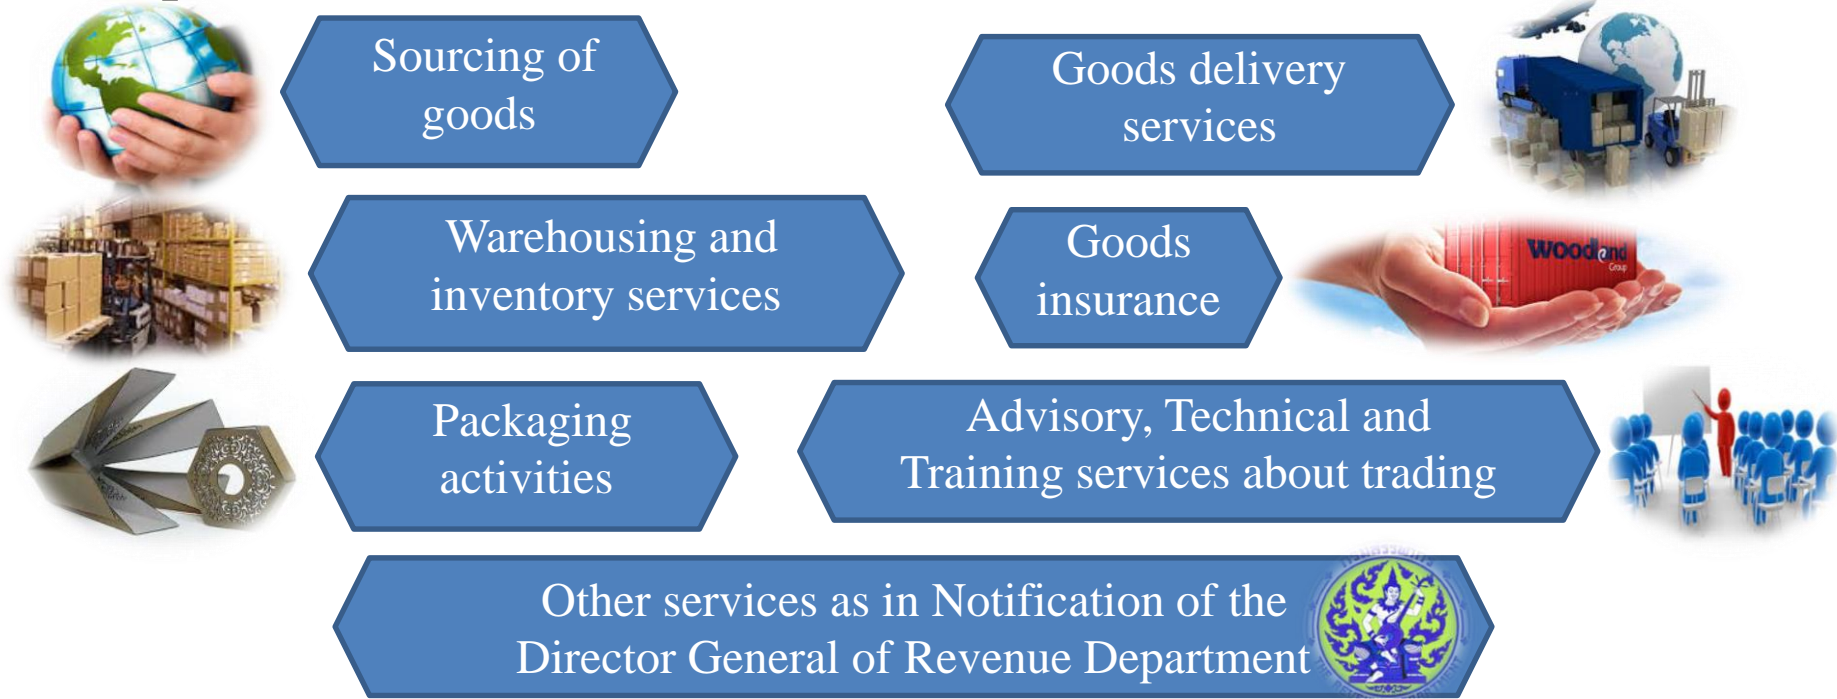 Sourcing of
goods
Goods delivery
services
Warehousing and
inventory services
Goods
insurance
woodland
Group
Packaging
activities
Advisory, Technical and
Training services about trading
Other services as in Notification of the
Director General of Revenue Department